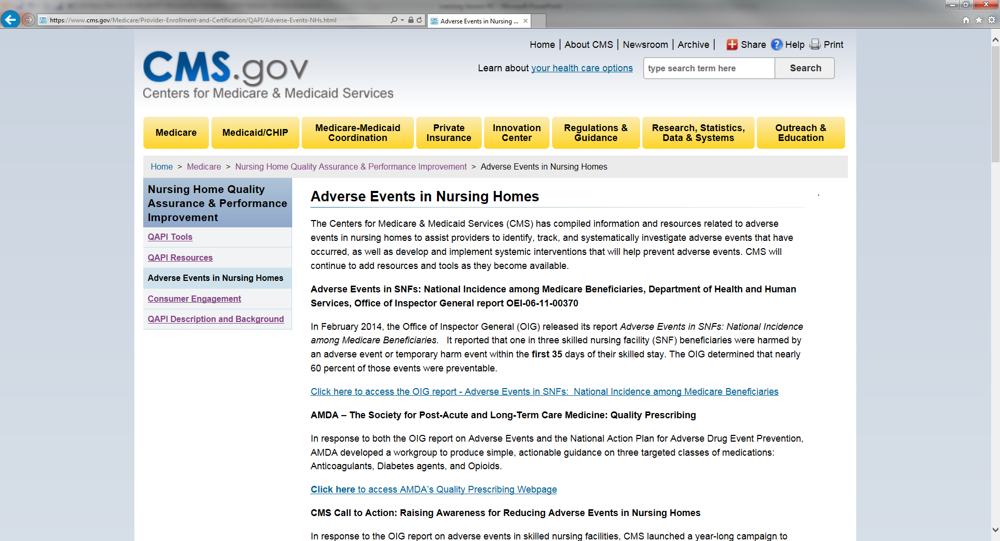 https://www.cms.gov/Medicare/Provider-Enrollment-and-Certification/QAPI/Adverse-Events-NHs.html
Adverse Events in Nursing ...
Home | About CMS | Newsroom | Archive | Share Help Print
CMS.gov
Centers for Medicare & Medicaid Services
Learn about your health care options
type search term here
Search
Medicare
Medicaid/CHIP
Medicare-Medicaid
Coordination
Private
Insurance
Innovation
Center
Regulations &
Guidance
Research, Statistics,
Data & Systems
Outreach &
Education
Home > Medicare > Nursing Home Quality Assurance & Performance Improvement > Adverse Events in Nursing Homes
Nursing Home Quality
Assurance & Performance
Improvement
QAPI Tools
QAPI Resources
Adverse Events in Nursing Homes
Consumer Engagement
QAPI Description and Background
Adverse Events in Nursing Homes
The Centers for Medicare & Medicaid Services (CMS) has compiled information and resources related to adverse
events in nursing homes to assist providers to identify, track, and systematically investigate adverse events that have
occurred, as well as develop and implement systemic interventions that will help prevent adverse events. CMS will
continue to add resources and tools as they become available.
Adverse Events in SNFs: National Incidence among Medicare Beneficiaries, Department of Health and Human
Services, Office of Inspector General report OEI-06-11-00370
In February 2014, the Office of Inspector General (OIG) released its report Adverse Events in SNFs: National Incidence
among Medicare Beneficiaries. It reported that one in three skilled nursing facility (SNF) beneficiaries were harmed by
an adverse event or temporary harm event within the first 35 days of their skilled stay. The OIG determined that nearly
60 percent of those events were preventable.
Click here to access the OIG report - Adverse Events in SNFs: National Incidence among Medicare Beneficiaries
AMDA – The Society for Post-Acute and Long-Term Care Medicine: Quality Prescribing
In response to both the OIG report on Adverse Events and the National Action Plan for Adverse Drug Event Prevention,
AMDA developed a workgroup to produce simple, actionable guidance on three targeted classes of medications:
Anticoagulants, Diabetes agents, and Opioids.
Click here to access AMDA's Quality Prescribing Webpage
CMS Call to Action: Raising Awareness for Reducing Adverse Events in Nursing Homes
In response to the OIG report on adverse events in skilled nursing facilities, CMS launched a year-long campaign to